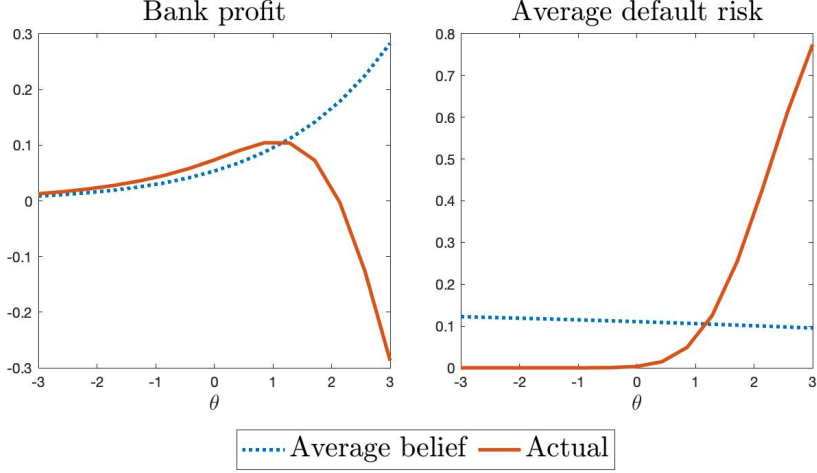 Bank profit
0.3
0.2
0.1
0
-0.1
-0.2
-0.3
-3 -2 -1 0 1 2 3
θ
Average default risk
0.8
0.7
0.6
0.5
0.4
0.3
0.2
0.1
0
-3 -2 -1 0 1 2 3
θ
Average belief Actual